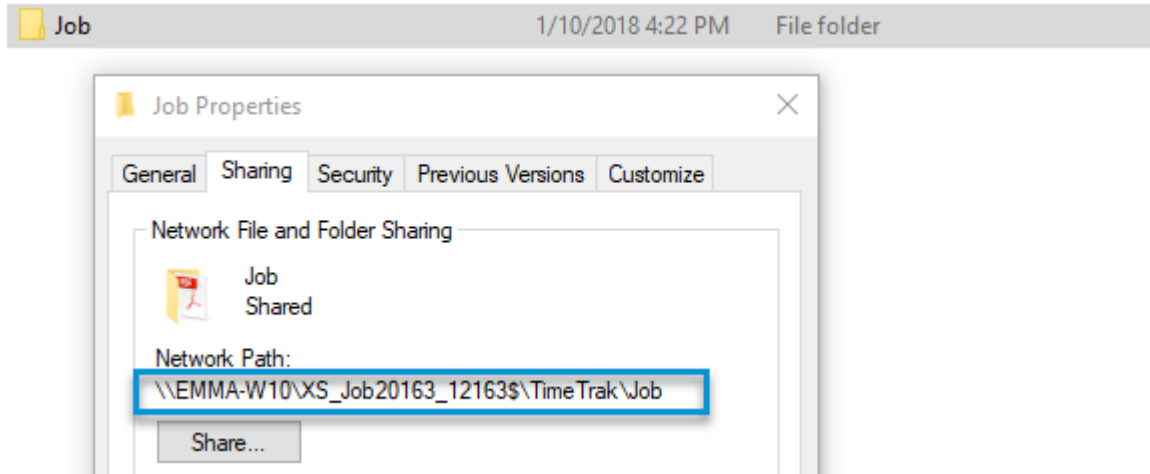 Job 1/10/2018 4:22 PM File folder
Job Properties
General Sharing Security Previous Versions Customize
Network File and Folder Sharing
Job
Shared
Network Path:
\\EMMA-W10\XS_Job20163_12163$\TimeTrak\Job
Share...